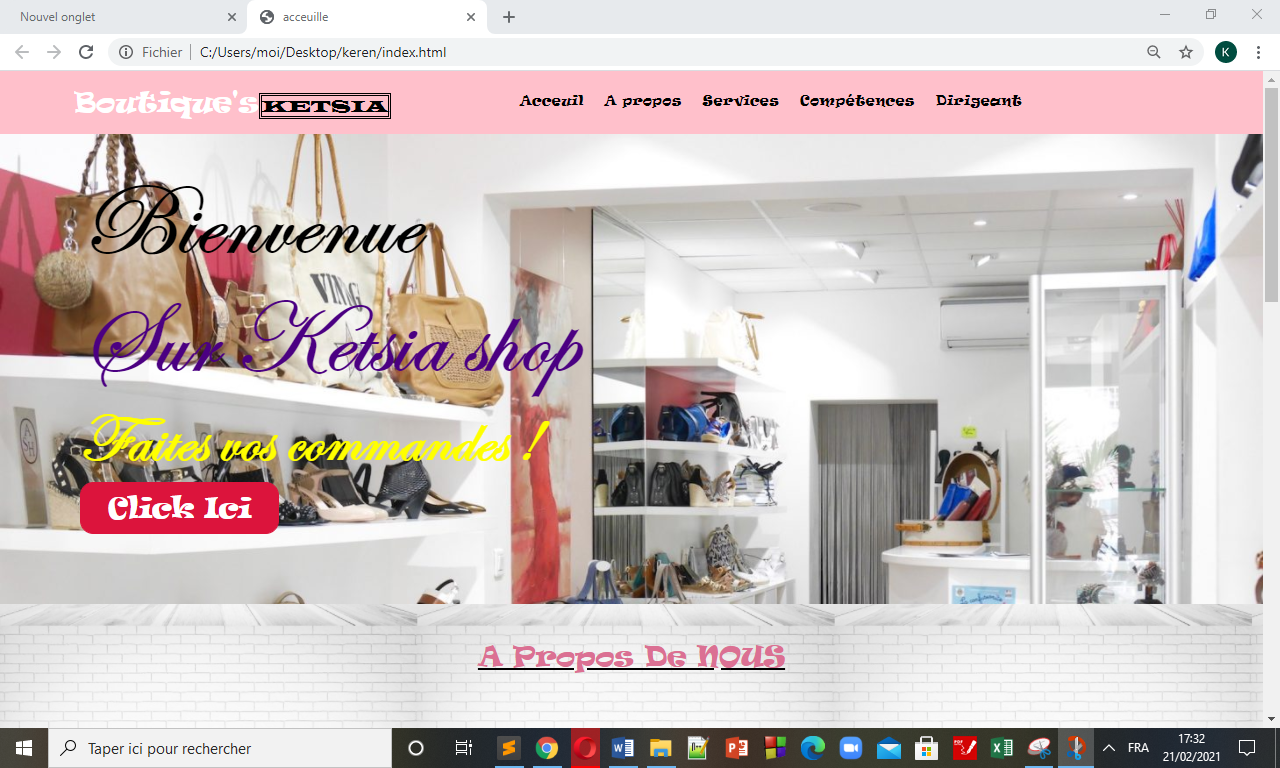 Nouvel onglet
acceuille
Fichier
C:/Users/moi/Desktop/keren/index.html
K
Boutique's KETSIA
Acceuil A propos Services Compétences Dirigeant
Bienvenue
Sur Ketsia shop
Faites vos commandes !
Click Ici
A Propos De NOUS
Taper ici pour rechercher
FRA
17:32
21/02/2021